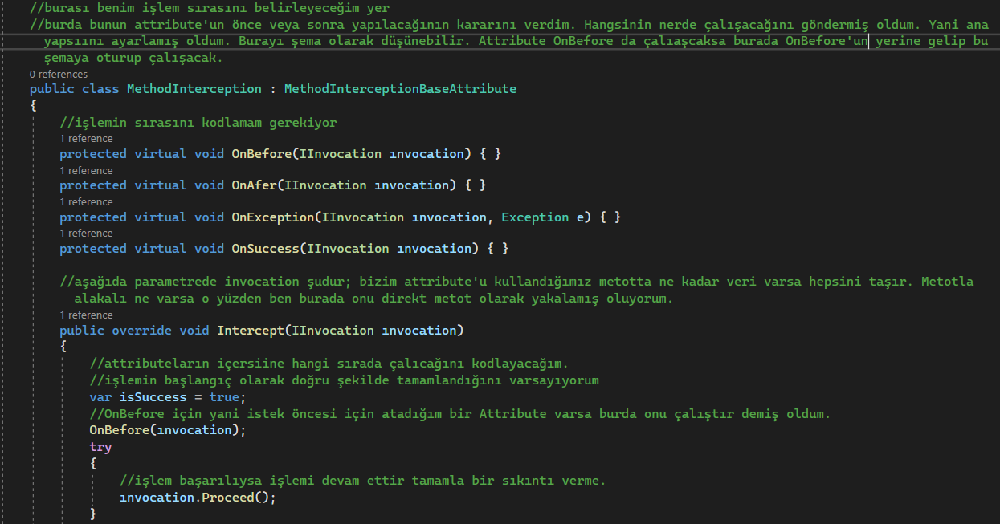 //burası benim işlem sırasını belirleyeceğim yer
//burda bunun attribute'un önce veya sonra yapılacağının kararını verdim. Hangsinin nerde çalışacağını göndermiş oldum. Yani ana
yapsıını ayarlamış oldum. Burayı şema olarak düşünebilir. Attribute OnBefore da çalıaşcaksa burada OnBefore'un yerine gelip bu
şemaya oturup çalışacak.
0 references
public class MethodInterception : MethodInterceptionBaseAttribute
{
//işlemin sırasını kodlamam gerekiyor
1 reference
protected virtual void OnBefore(IInvocation ınvocation) { }
1 reference
protected virtual void OnAfer(IInvocation ınvocation) { }
1 reference
protected virtual void OnException(IInvocation ınvocation, Exception e) { }
1 reference
protected virtual void OnSuccess(IInvocation ınvocation) { }
//aşağıda parametrede invocation şudur; bizim attribute'u kullandığımız metotta ne kadar veri varsa hepsini taşır. Metotla
alakalı ne varsa o yüzden ben burada onu direkt metot olarak yakalamış oluyorum.
1 reference
public override void Intercept(IInvocation ınvocation)
{
//attributeların içersiine hangi sırada çalıcağını kodlayacağım.
//işlemin başlangıç olarak doğru şekilde tamamlandığını varsayıyorum
var isSuccess = true;
//OnBefore için yani istek öncesi için atadığım bir Attribute varsa burda onu çalıştır demiş oldum.
OnBefore(ınvocation);
try
{
//işlem başarılıysa işlemi devam ettir tamamla bir sıkıntı verme.
ınvocation.Proceed();
}